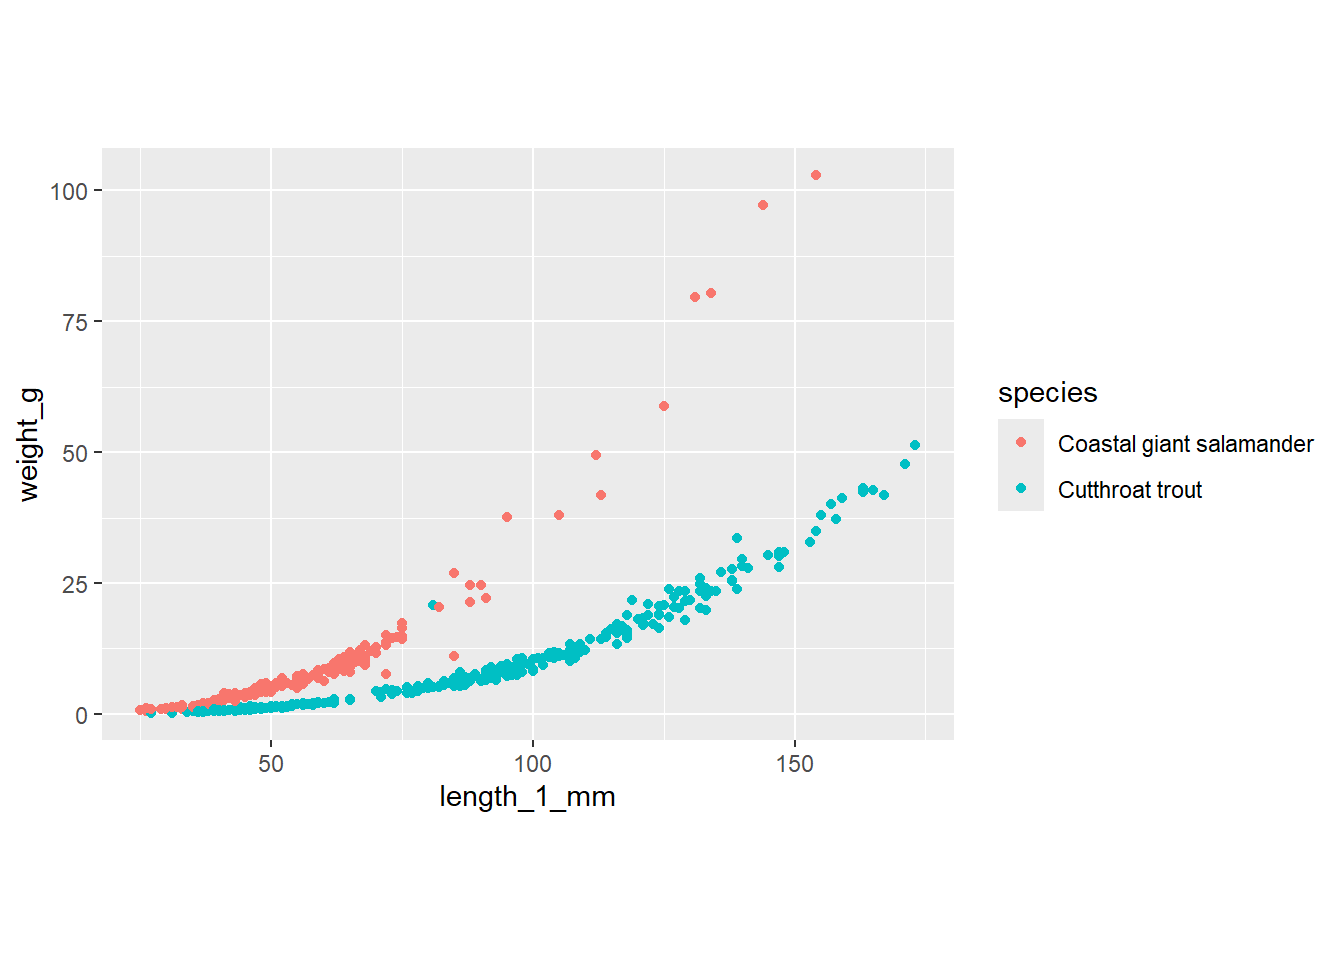 100
75
50
25
0
50
100
150
length_1_mm
weight_g
species
Coastal giant salamander
Cutthroat trout